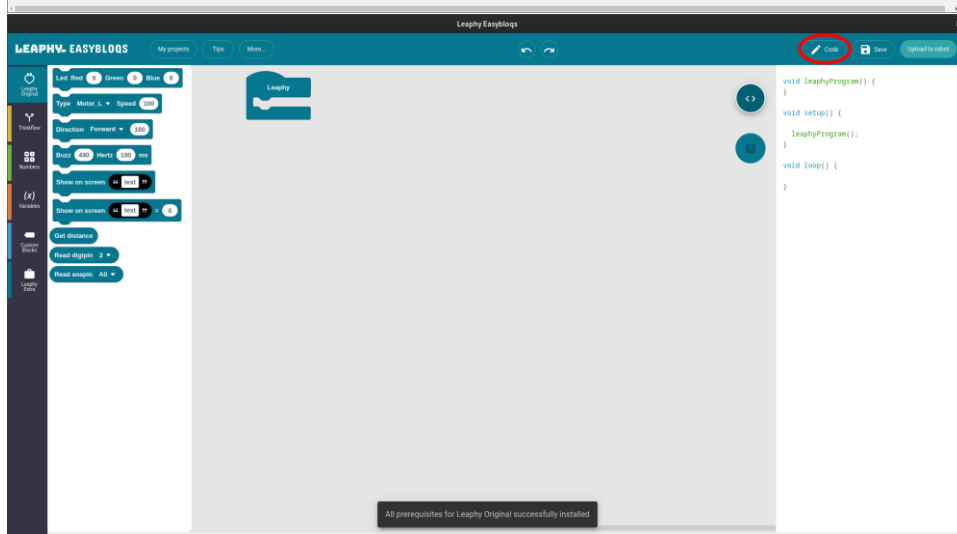 Leaphy Easybloqs
LEAPHY. EASYBLOQS
My projects
Tips
More..
Code
Save
Upload to robot
Leaphy
Original
Thinkflow
Numbers
(x)
Variables
Custom
Blocks
Leaphy
Extra
Led Red 0 Green 0 Blue 0
Type Motor_L ▾ Speed 100
Direction Forward ▾ 100
Buzz 440 Hertz 100 ms
Show on screen “ text ”
Show on screen “ text ” = 0
Get distance
Read digipin 2 ▾
Read anapin A0 ▾
Leaphy
<>
void leaphyProgram() {
}
void setup() {
leaphyProgram();
}
void loop() {
}
All prerequisites for Leaphy Original successfully installed